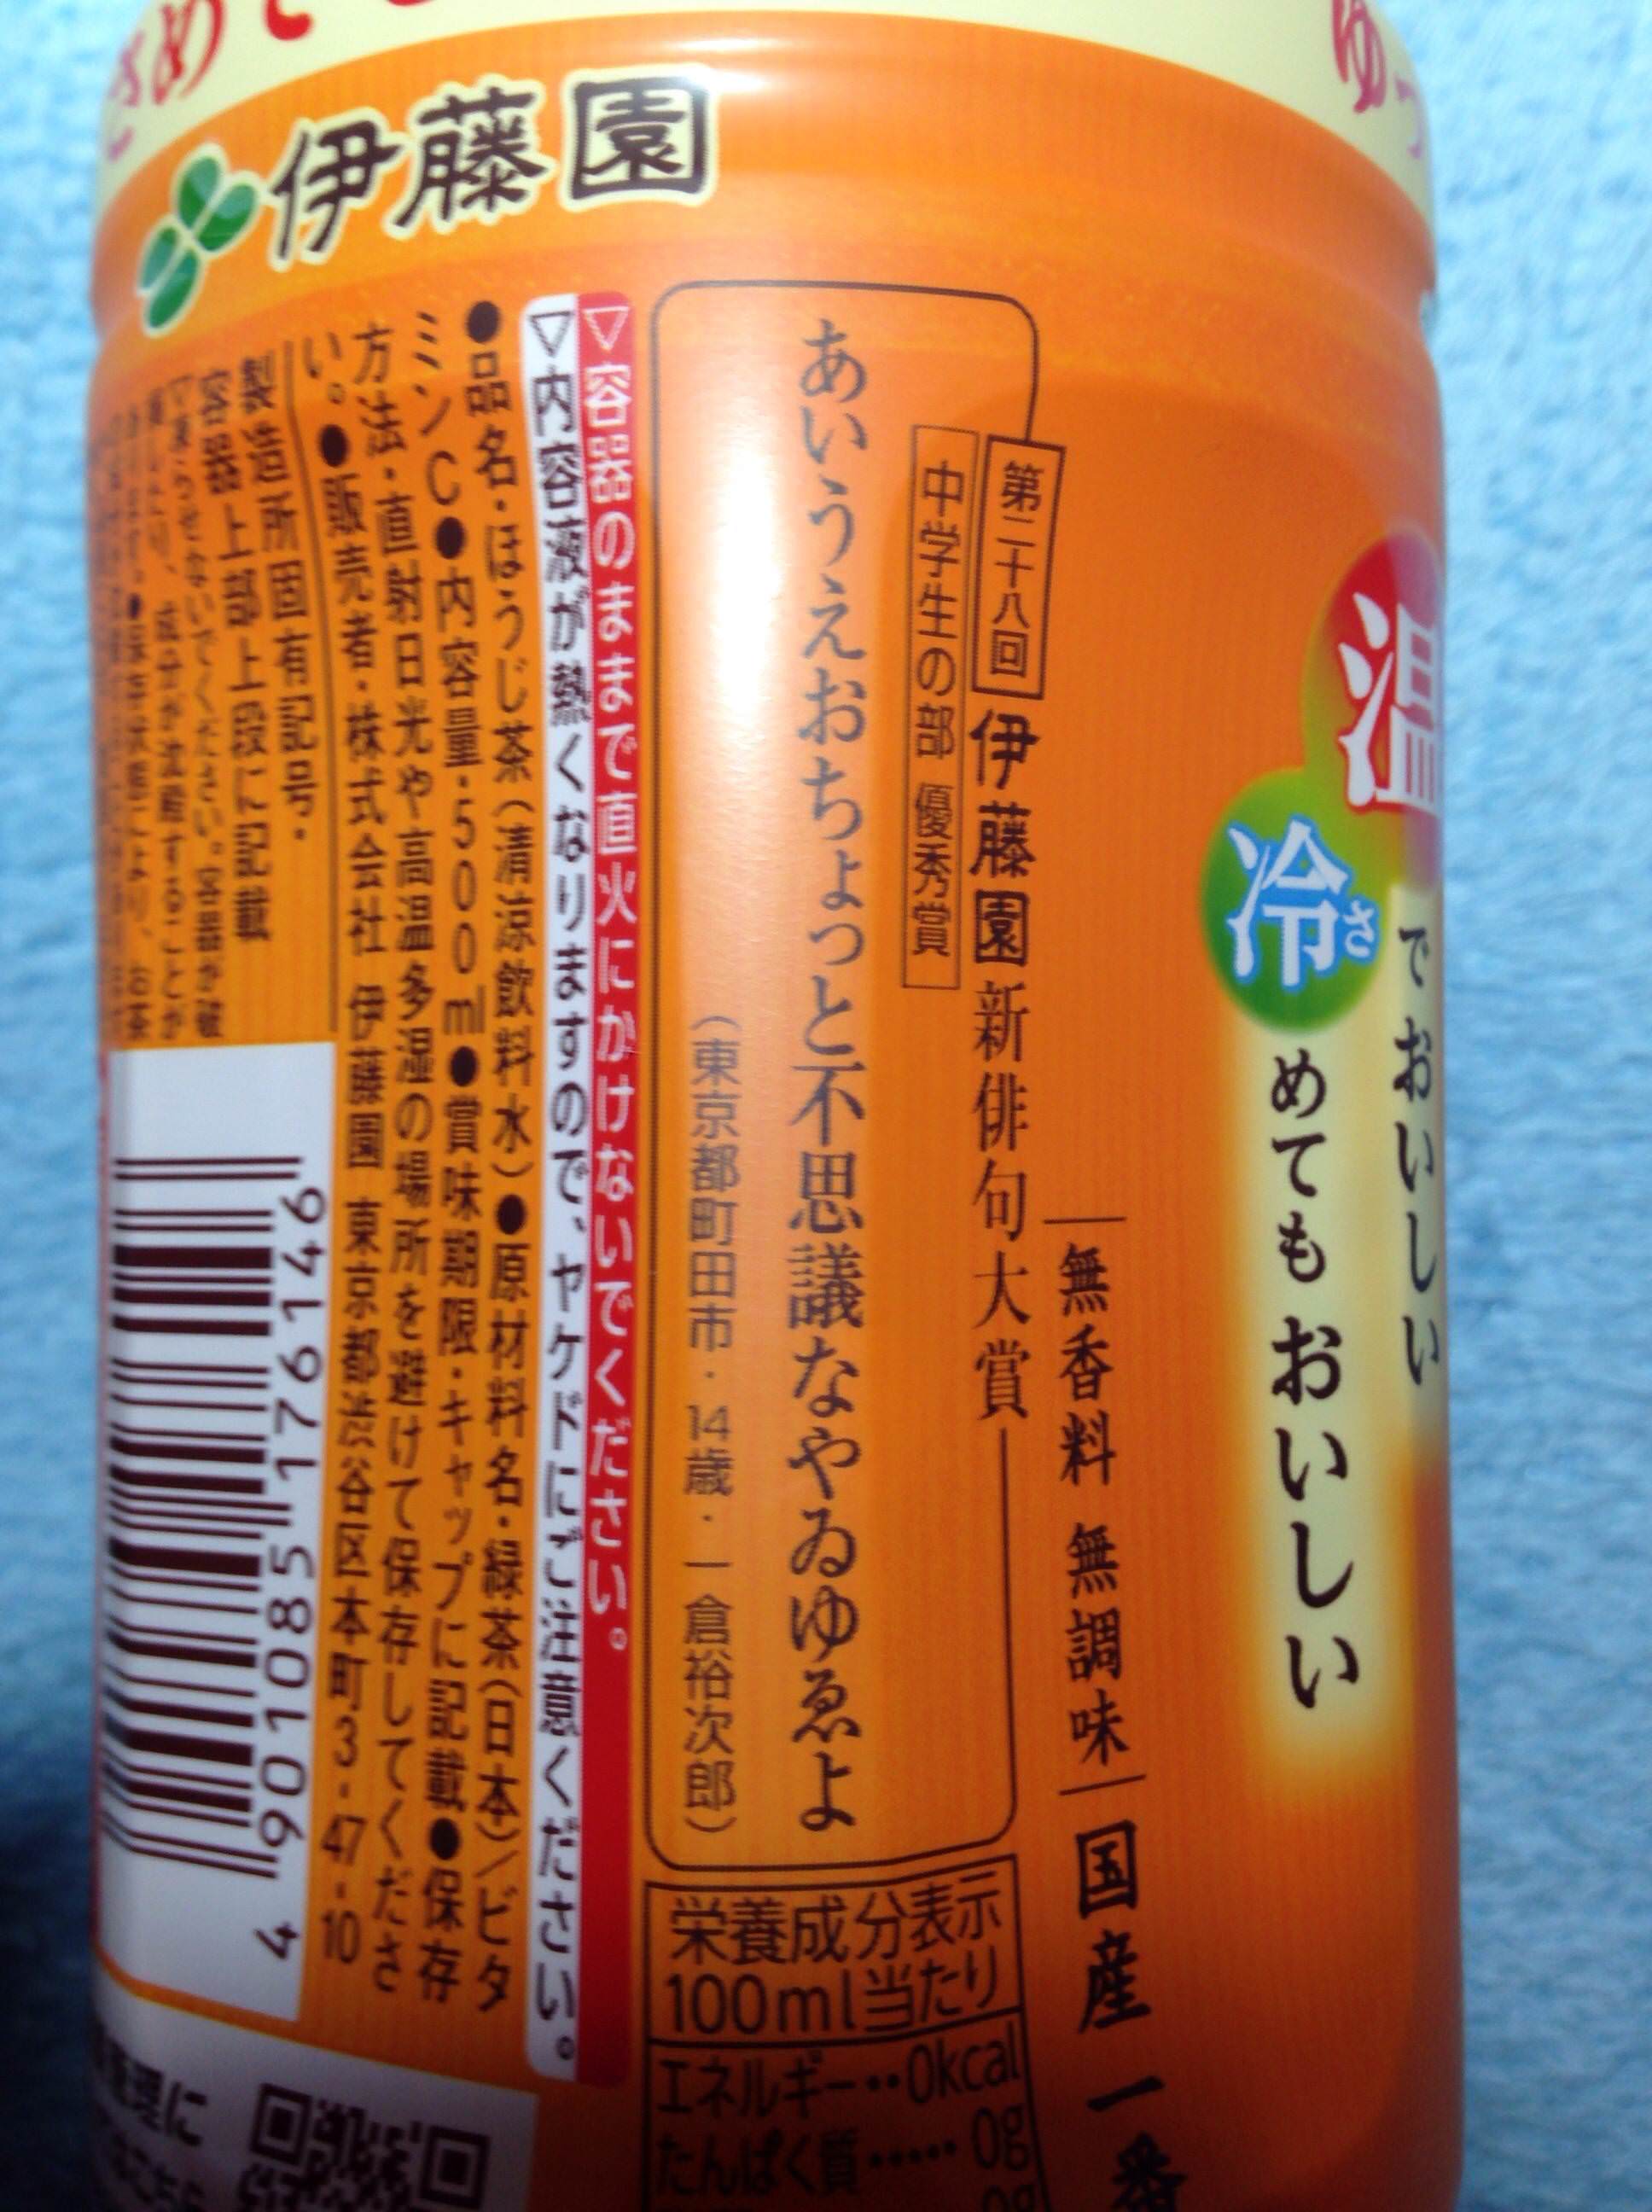 伊藤園
温
でおいしい
冷さ
めても おいしい
無香料 無調味
国産 一番
第二十八回
伊藤園新俳句大賞
中学生の部 優秀賞
あいうえおちょっと不思議なやゐゆゑよ
(東京都町田市・14歳・一倉裕次郎)
栄養成分表示
100ml当たり
エネルギー‥0kcal
たんぱく質‥‥‥0g
▽容器のままで直火にかけないでください。
▽内容液が熱くなりますので、ヤケドにご注意ください。
●品名・ほうじ茶(清涼飲料水)●原材料名・緑茶(日本)/ビタ
ミンC●内容量・500ml●賞味期限・キャップに記載●保存
方法・直射日光や高温多湿の場所を避けて保存してくださ
い。●販売者・株式会社 伊藤園 東京都渋谷区本町3-47-10
製造所固有記号・
容器上部上段に記載
4 901085 176146